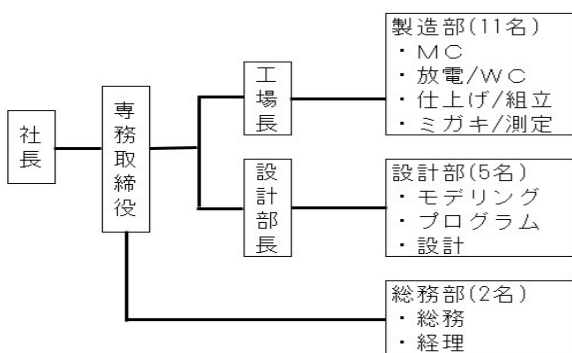 社長
専務取締役
工場長
設計部長
製造部(11名)
・MC
・放電/WC
・仕上げ/組立
・ミガキ/測定
設計部(5名)
・モデリング
・プログラム
・設計
総務部(2名)
・総務
・経理